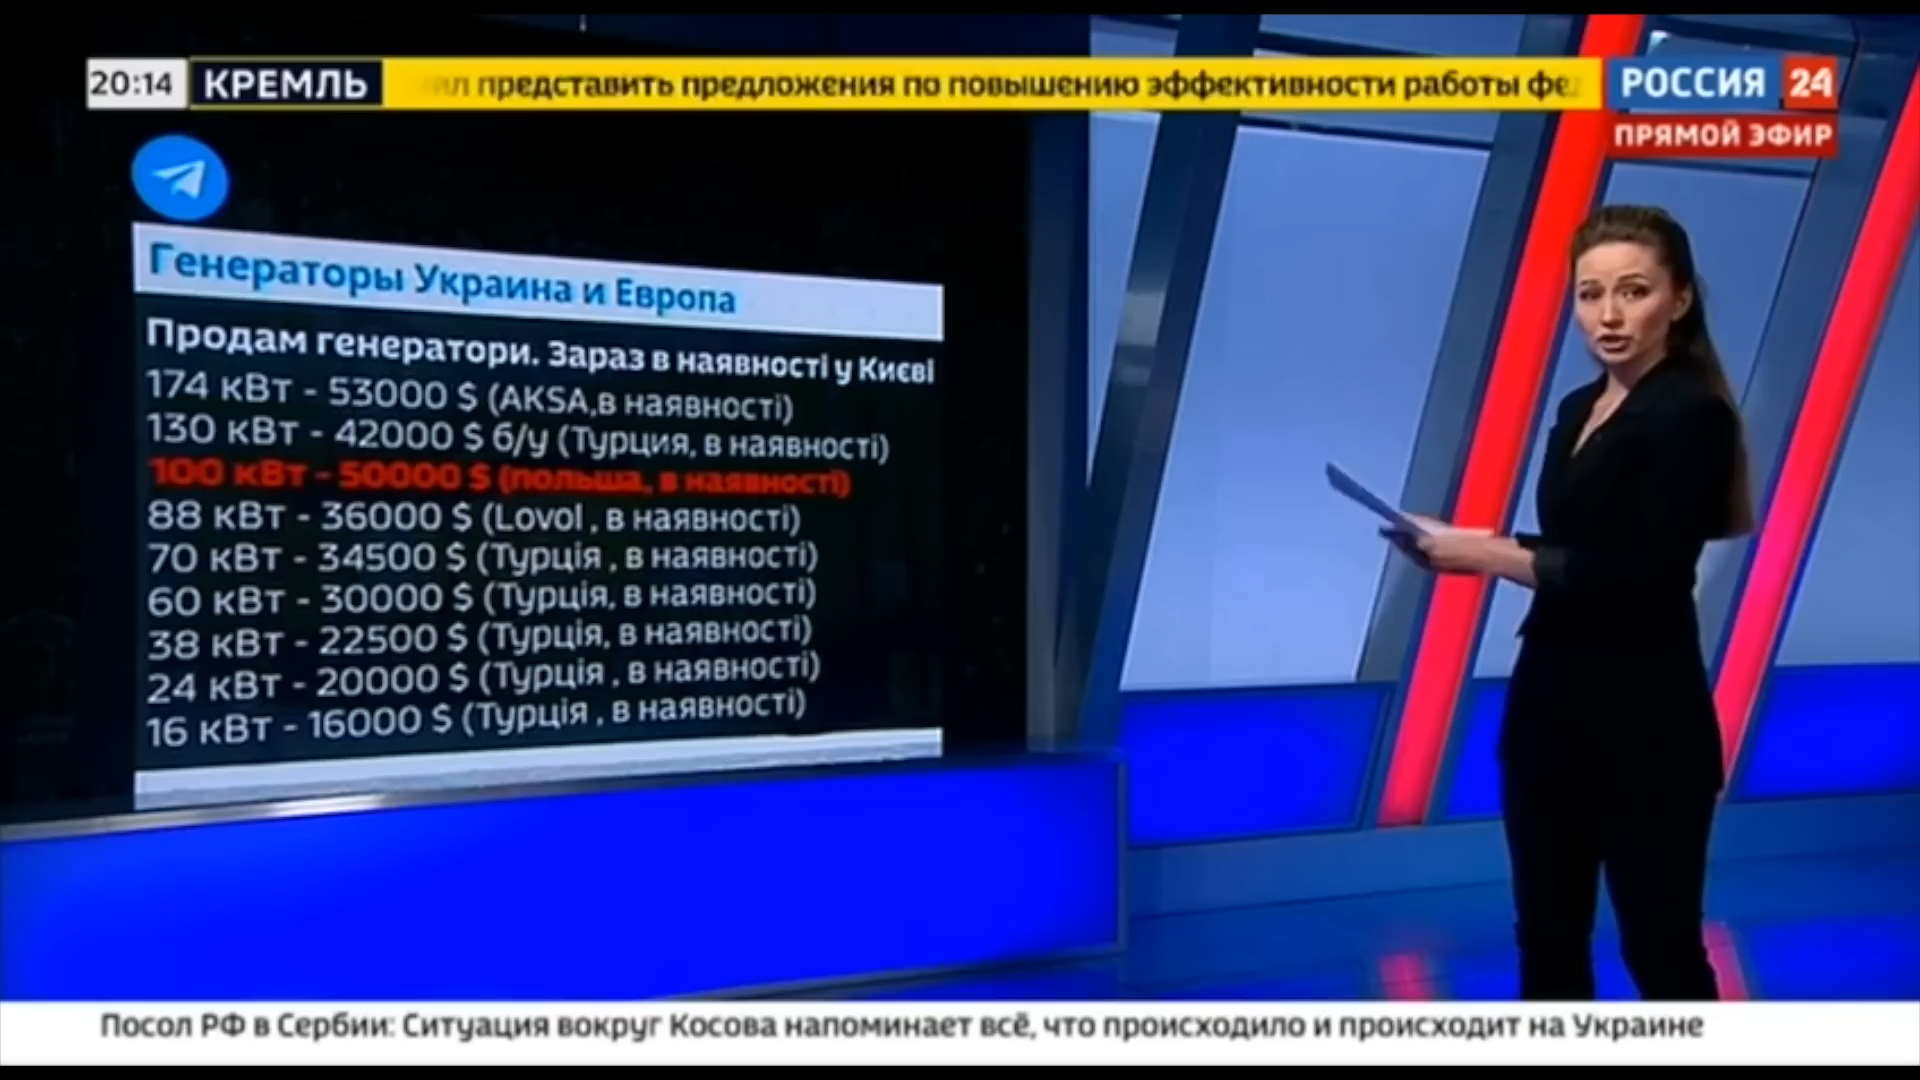 20:14 КРЕМЛЬ представить предложения по повышению эффективности работы РОССИЯ 24
ПРЯМОЙ ЭФИР
Генераторы Украина и Европа
Продам генератори. Зараз в наявності у Києві
174 кВт - 53000 $ (AKSA,в наявності)
130 кВт - 42000 $ б/у (Турция, в наявності)
100 кВт - 50000 $ (польша, в наявності)
88 кВт - 36000 $ (Lovol , в наявності)
70 кВт - 34500 $ (Турція , в наявності)
60 кВт - 30000 $ (Турція, в наявності)
38 кВт - 22500 $ (Турція, в наявності)
24 кВт - 20000 $ (Турція , в наявності)
16 кВт - 16000 $ (Турція , в наявності)
Посол РФ в Сербии: Ситуация вокруг Косова напоминает всё, что происходило и происходит на Украине